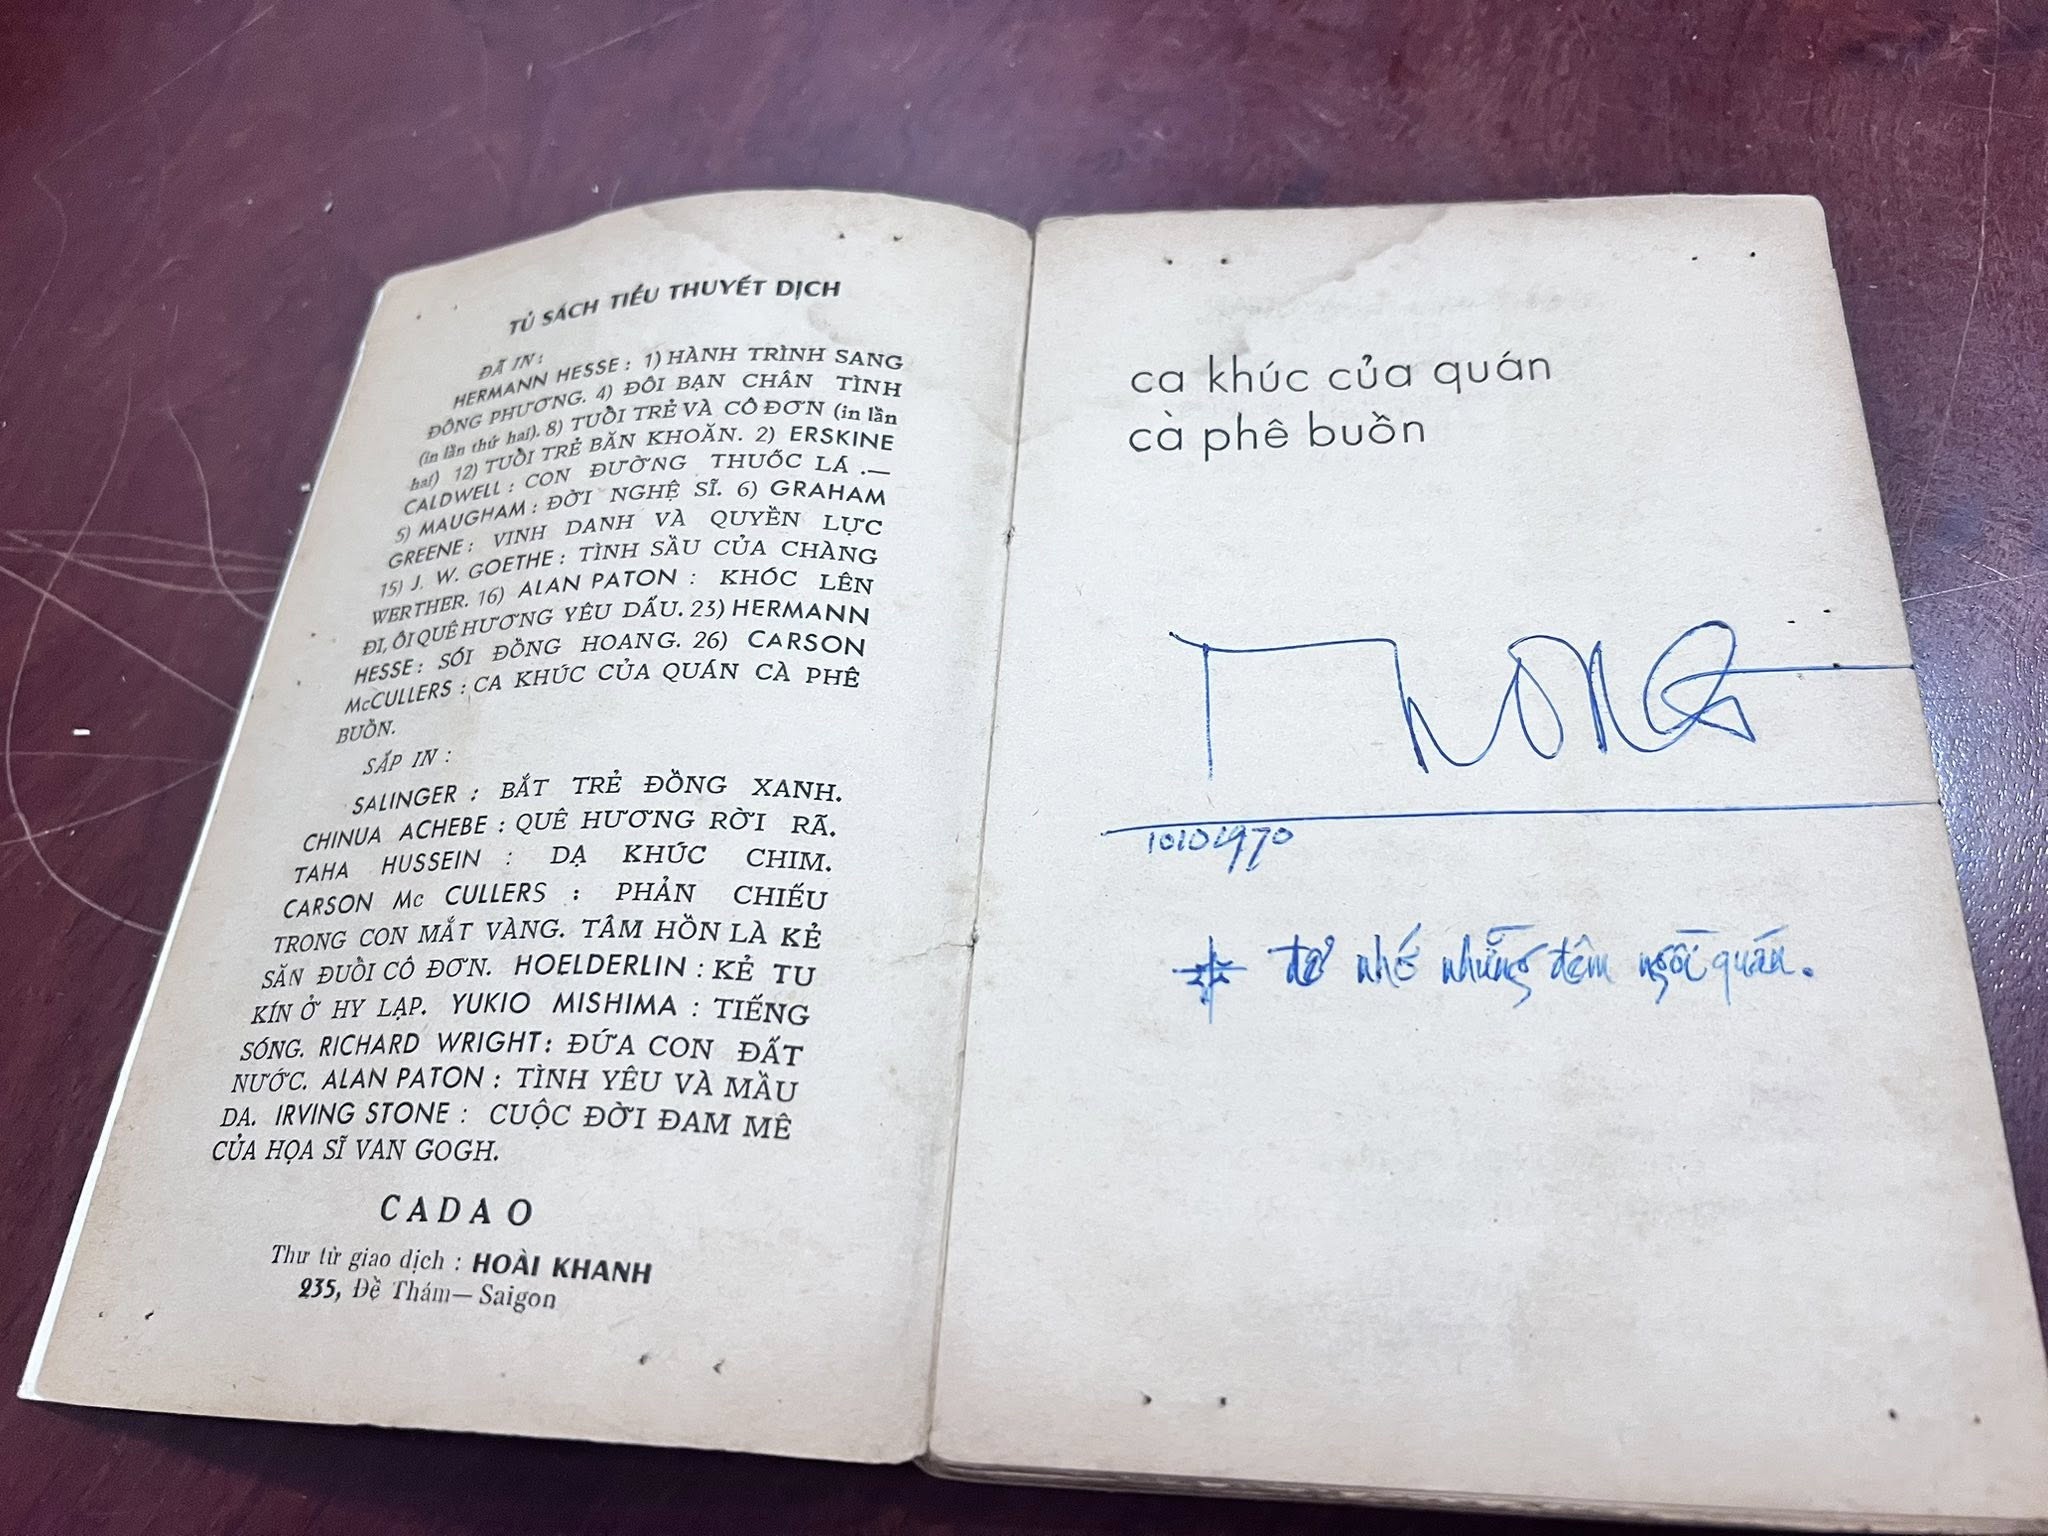 TỦ SÁCH TIỂU THUYẾT DỊCH
ĐÃ IN :
HERMANN HESSE : 1) HÀNH TRÌNH SANG
ĐÔNG PHƯƠNG. 4) ĐÔI BẠN CHÂN TÌNH
(in lần thứ hai). 8) TUỔI TRẺ VÀ CÔ ĐƠN (in lần
hai) 12) TUỔI TRẺ BĂN KHOĂN. 2) ERSKINE
CALDWELL : CON ĐƯỜNG THUỐC LÁ .—
5) MAUGHAM : ĐỜI NGHỆ SĨ. 6) GRAHAM
GREENE : VINH DANH VÀ QUYỀN LỰC
15) J. W. GOETHE : TÌNH SẦU CỦA CHÀNG
WERTHER. 16) ALAN PATON : KHÓC LÊN
ĐI, ÔI QUÊ HƯƠNG YÊU DẤU. 23) HERMANN
HESSE : SÓI ĐỒNG HOANG. 26) CARSON
McCULLERS : CA KHÚC CỦA QUÁN CÀ PHÊ
BUỒN.
SẮP IN :
SALINGER : BẮT TRẺ ĐỒNG XANH.
CHINUA ACHEBE : QUÊ HƯƠNG RỜI RÃ.
TAHA HUSSEIN : DẠ KHÚC CHIM.
CARSON Mc CULLERS : PHẢN CHIẾU
TRONG CON MẮT VÀNG. TÂM HỒN LÀ KẺ
SĂN ĐUỔI CÔ ĐƠN. HOELDERLIN : KẺ TU
KÍN Ở HY LẠP. YUKIO MISHIMA : TIẾNG
SÓNG. RICHARD WRIGHT : ĐỨA CON ĐẤT
NƯỚC. ALAN PATON : TÌNH YÊU VÀ MẦU
DA. IRVING STONE : CUỘC ĐỜI ĐAM MÊ
CỦA HỌA SĨ VAN GOGH.
CADAO
Thư từ giao dịch : HOÀI KHANH
235, Đề Thám — Saigon
ca khúc của quán
cà phê buồn
10101970
nhớ những đêm ngồi quán.